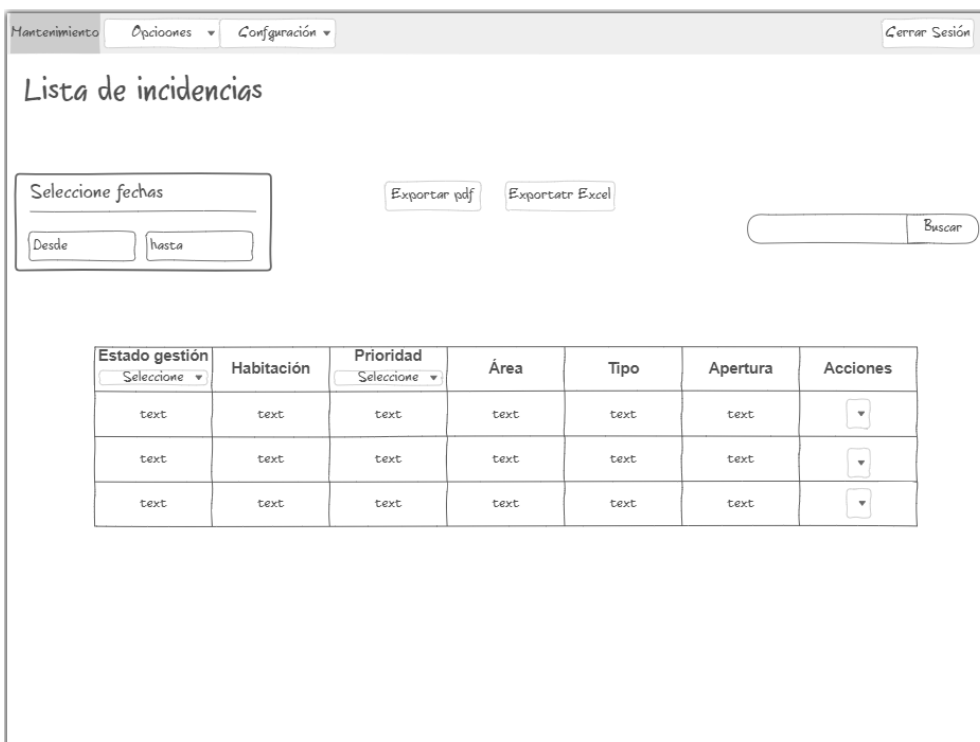 Mantenimiento Opcioones Confguración Cerrar Sesión
Lista de incidencias
Seleccione fechas
Exportar pdf Exportatr Excel
Desde hasta
Buscar
Estado gestión Habitación Prioridad Área Tipo Apertura Acciones
Seleccione Seleccione
text text text text text text
text text text text text text
text text text text text text